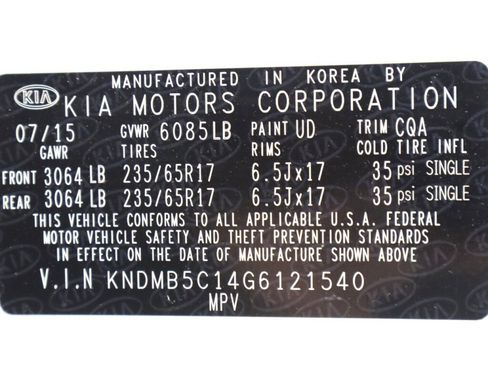 MANUFACTURED IN KOREA BY
KIA KIA MOTORS CORPORATION
07/15 GVWR 6085LB PAINT UD TRIM CQA
GAWR TIRES RIMS COLD TIRE INFL
FRONT 3064 LB 235/65R17 6.5Jx17 35 psi SINGLE
REAR 3064 LB 235/65R17 6.5Jx17 35 psi SINGLE
THIS VEHICLE CONFORMS TO ALL APPLICABLE U.S.A. FEDERAL
MOTOR VEHICLE SAFETY AND THEFT PREVENTION STANDARDS
IN EFFECT ON THE DATE OF MANUFACTURE SHOWN ABOVE
V.I.N KNDMB5C14G6121540
MPV